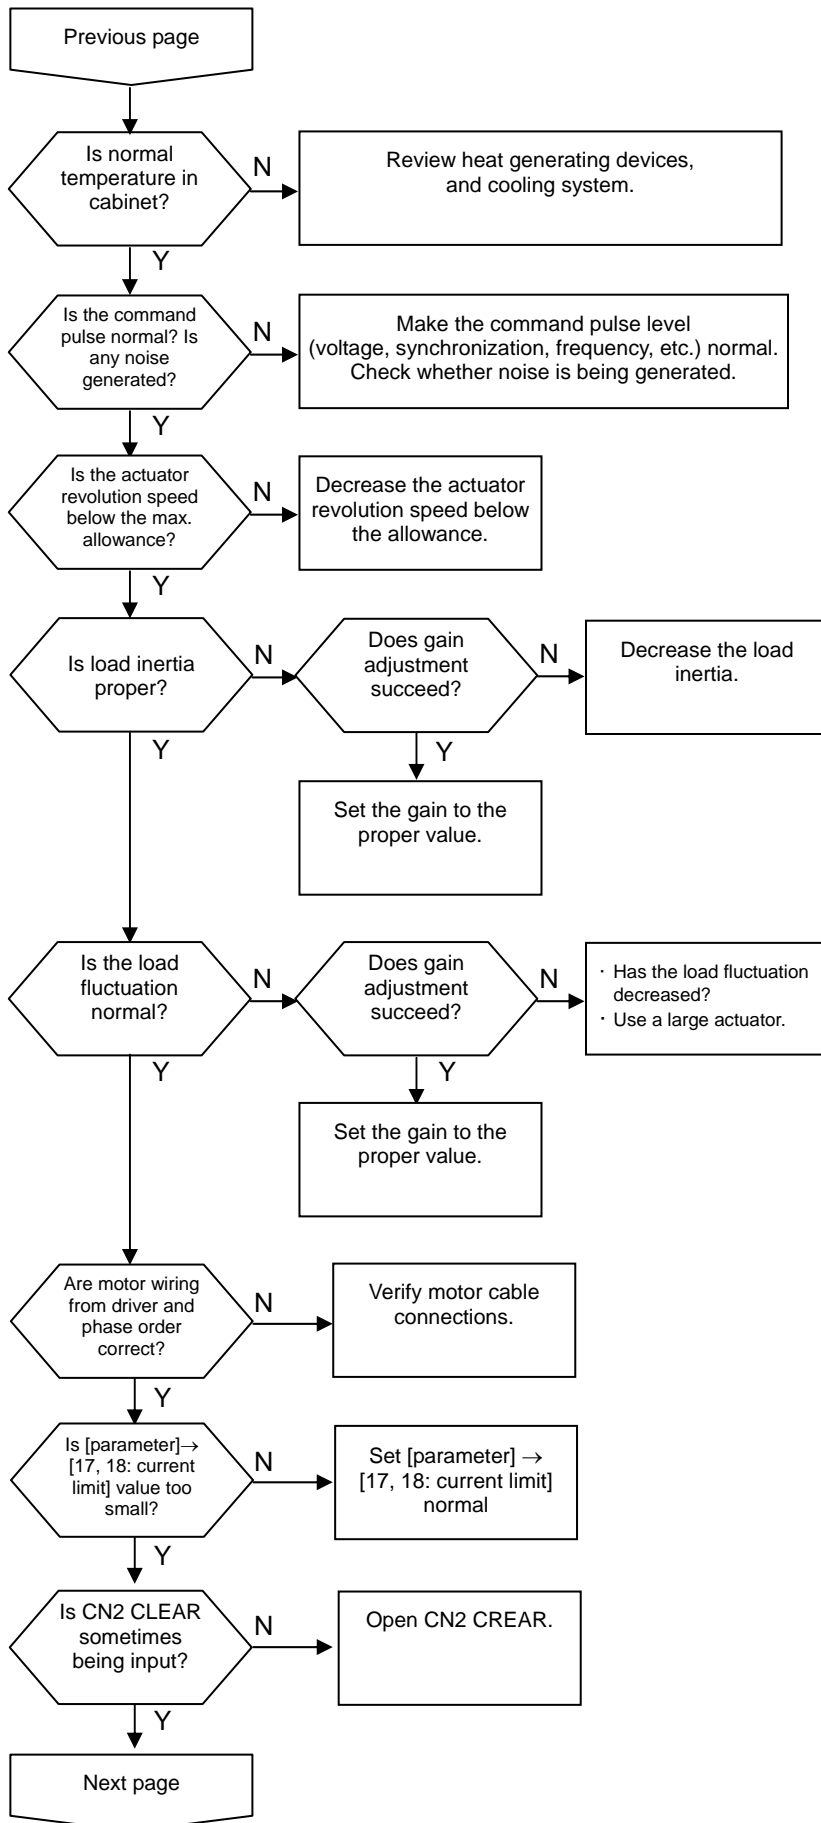 Previous page
Is normal
temperature in
cabinet?
N
Review heat generating devices,
and cooling system.
Y
Is the command
pulse normal? Is
any noise
generated?
N
Make the command pulse level
(voltage, synchronization, frequency, etc.) normal.
Check whether noise is being generated.
Y
Is the actuator
revolution speed
below the max.
allowance?
N
Decrease the actuator
revolution speed below
the allowance.
Y
Is load inertia
proper?
N
Does gain
adjustment
succeed?
N
Decrease the load
inertia.
Y
Y
Set the gain to the
proper value.
Is the load
fluctuation
normal?
N
Does gain
adjustment
succeed?
N
· Has the load fluctuation
decreased?
· Use a large actuator.
Y
Y
Set the gain to the
proper value.
Are motor wiring
from driver and
phase order
correct?
N
Verify motor cable
connections.
Y
Is [parameter]→
[17, 18: current
limit] value too
small?
N
Set [parameter] →
[17, 18: current limit]
normal
Y
Is CN2 CLEAR
sometimes
being input?
N
Open CN2 CREAR.
Y
Next page